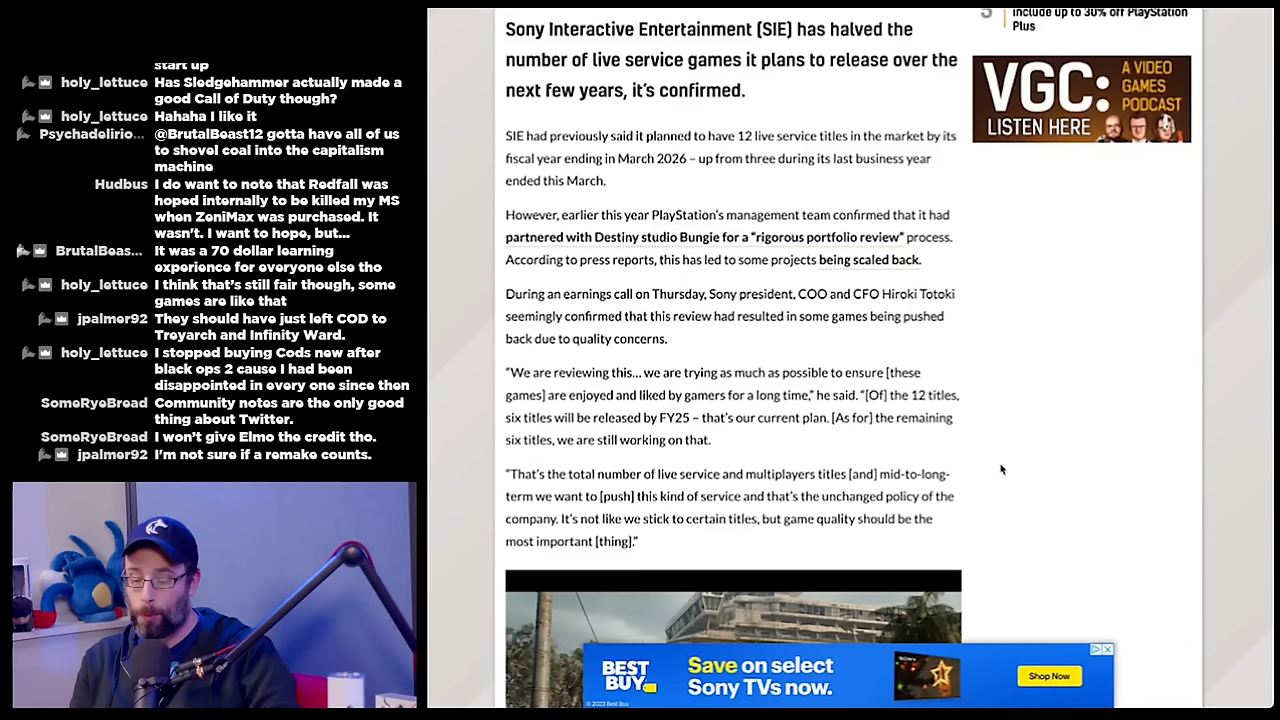 start up
holy_lettuce Has Sledgehammer actually made a
good Call of Duty though?
holy_lettuce Hahaha I like it
Psychadelirio... @BrutalBeast12 gotta have all of us
to shovel coal into the capitalism
machine
Hudbus I do want to note that Redfall was
hoped internally to be killed my MS
when ZeniMax was purchased. It
wasn't. I want to hope, but...
BrutalBeas... It was a 70 dollar learning
experience for everyone else tho
holy_lettuce I think that's still fair though, some
games are like that
jpalmer92 They should have just left COD to
Treyarch and Infinity Ward.
holy_lettuce I stopped buying Cods new after
black ops 2 cause I had been
disappointed in every one since then
SomeRyeBread Community notes are the only good
thing about Twitter.
SomeRyeBread I won't give Elmo the credit tho.
jpalmer92 I'm not sure if a remake counts.
Sony Interactive Entertainment (SIE) has halved the
number of live service games it plans to release over the
next few years, it's confirmed.
SIE had previously said it planned to have 12 live service titles in the market by its
fiscal year ending in March 2026 – up from three during its last business year
ended this March.
However, earlier this year PlayStation's management team confirmed that it had
partnered with Destiny studio Bungie for a “rigorous portfolio review” process.
According to press reports, this has led to some projects being scaled back.
During an earnings call on Thursday, Sony president, COO and CFO Hiroki Totoki
seemingly confirmed that this review had resulted in some games being pushed
back due to quality concerns.
“We are reviewing this… we are trying as much as possible to ensure [these
games] are enjoyed and liked by gamers for a long time,” he said. “[Of] the 12 titles,
six titles will be released by FY25 – that's our current plan. [As for] the remaining
six titles, we are still working on that.
“That's the total number of live service and multiplayers titles [and] mid-to-long-
term we want to [push] this kind of service and that's the unchanged policy of the
company. It's not like we stick to certain titles, but game quality should be the
most important [thing].”
5
include up to 30% off PlayStation
Plus
VGC:
A VIDEO
GAMES
PODCAST
LISTEN HERE
BEST
BUY
Save on select
Sony TVs now.
Shop Now
© 2023 Best Buy